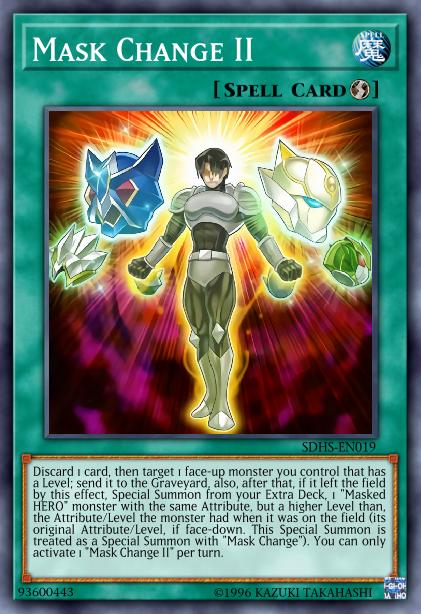 MASK CHANGE II
SPELL
魔
[SPELL CARD]
SDHS-EN019
Discard 1 card, then target 1 face-up monster you control that has
a Level; send it to the Graveyard, also, after that, if it left the field
by this effect, Special Summon from your Extra Deck, 1 "Masked
HERO" monster with the same Attribute, but a higher Level than,
the Attribute/Level the monster had when it was on the field (its
original Attribute/Level, if face-down. This Special Summon is
treated as a Special Summon with "Mask Change"). You can only
activate 1 "Mask Change II" per turn.
93600443 ©1996 KAZUKI TAKAHASHI